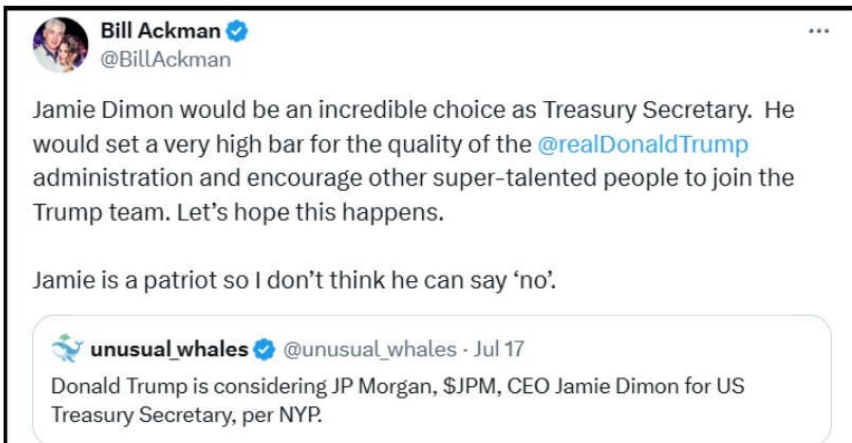 Bill Ackman
@BillAckman
Jamie Dimon would be an incredible choice as Treasury Secretary.  He
would set a very high bar for the quality of the @realDonaldTrump
administration and encourage other super-talented people to join the
Trump team. Let’s hope this happens.
Jamie is a patriot so I don’t think he can say ‘no’.
unusual_whales @unusual_whales · Jul 17
Donald Trump is considering JP Morgan, $JPM, CEO Jamie Dimon for US
Treasury Secretary, per NYP.